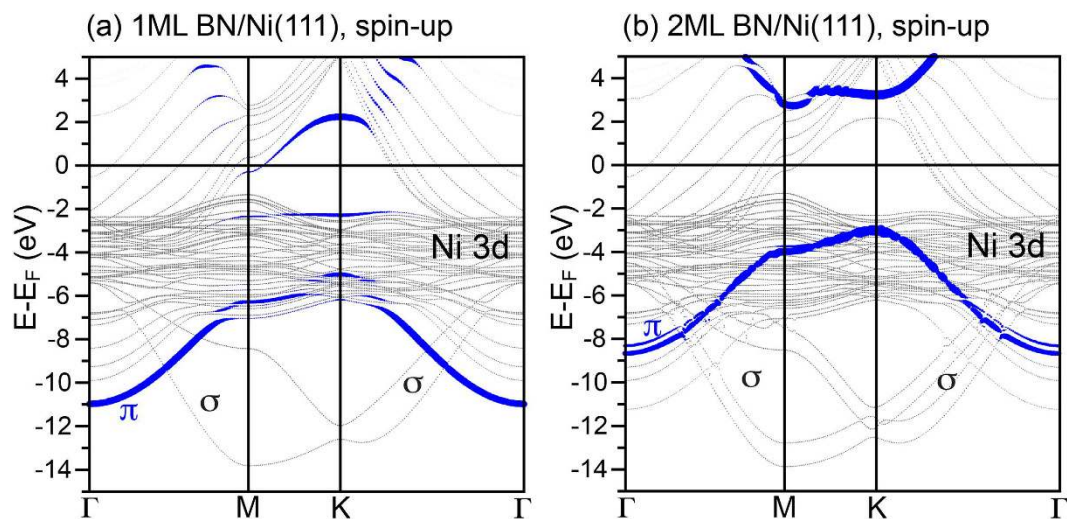 (a) 1ML BN/Ni(111), spin-up
E-E_F (eV)
4
2
0
-2
-4
-6
-8
-10
-12
-14
Ni 3d
π
σ
σ
Γ M K Γ
(b) 2ML BN/Ni(111), spin-up
E-E_F (eV)
4
2
0
-2
-4
-6
-8
-10
-12
-14
Ni 3d
π
σ
σ
Γ M K Γ